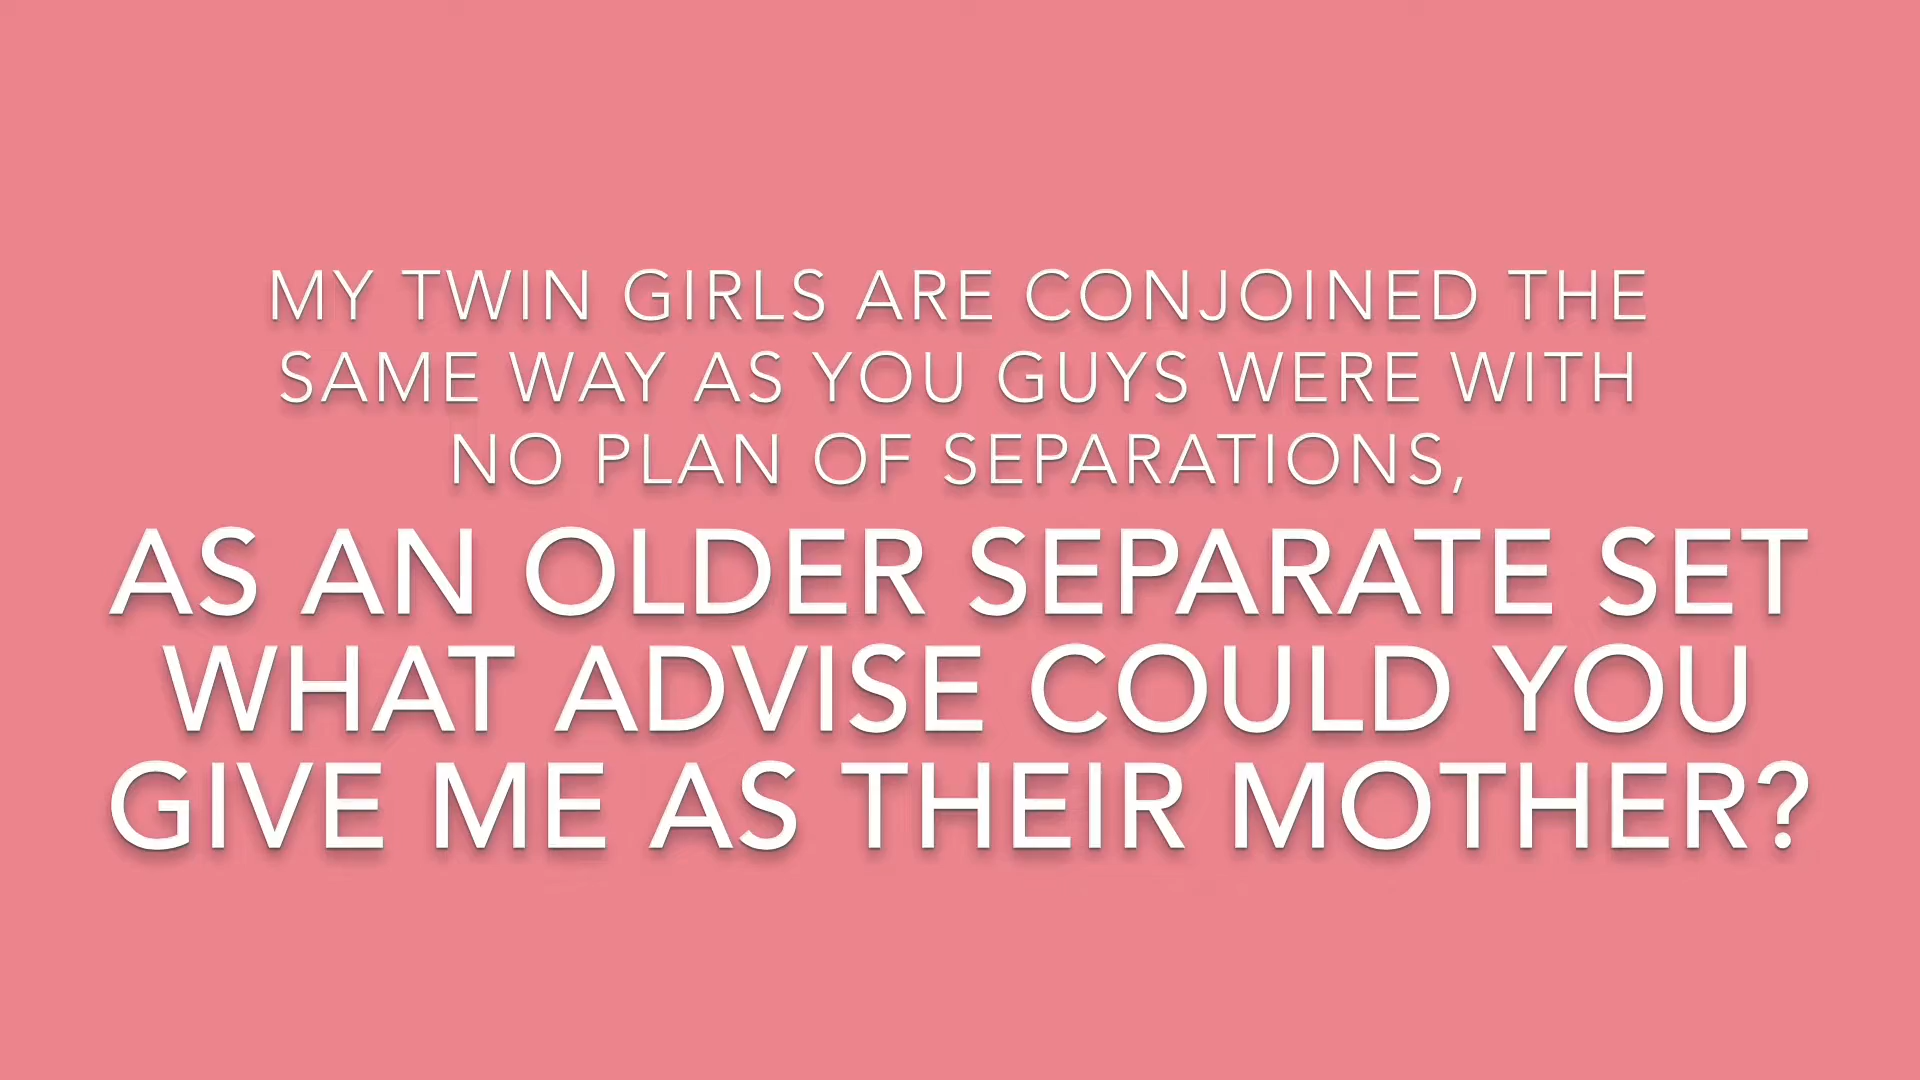 MY TWIN GIRLS ARE CONJOINED THE
SAME WAY AS YOU GUYS WERE WITH
NO PLAN OF SEPARATIONS,
AS AN OLDER SEPARATE SET
WHAT ADVISE COULD YOU
GIVE ME AS THEIR MOTHER?